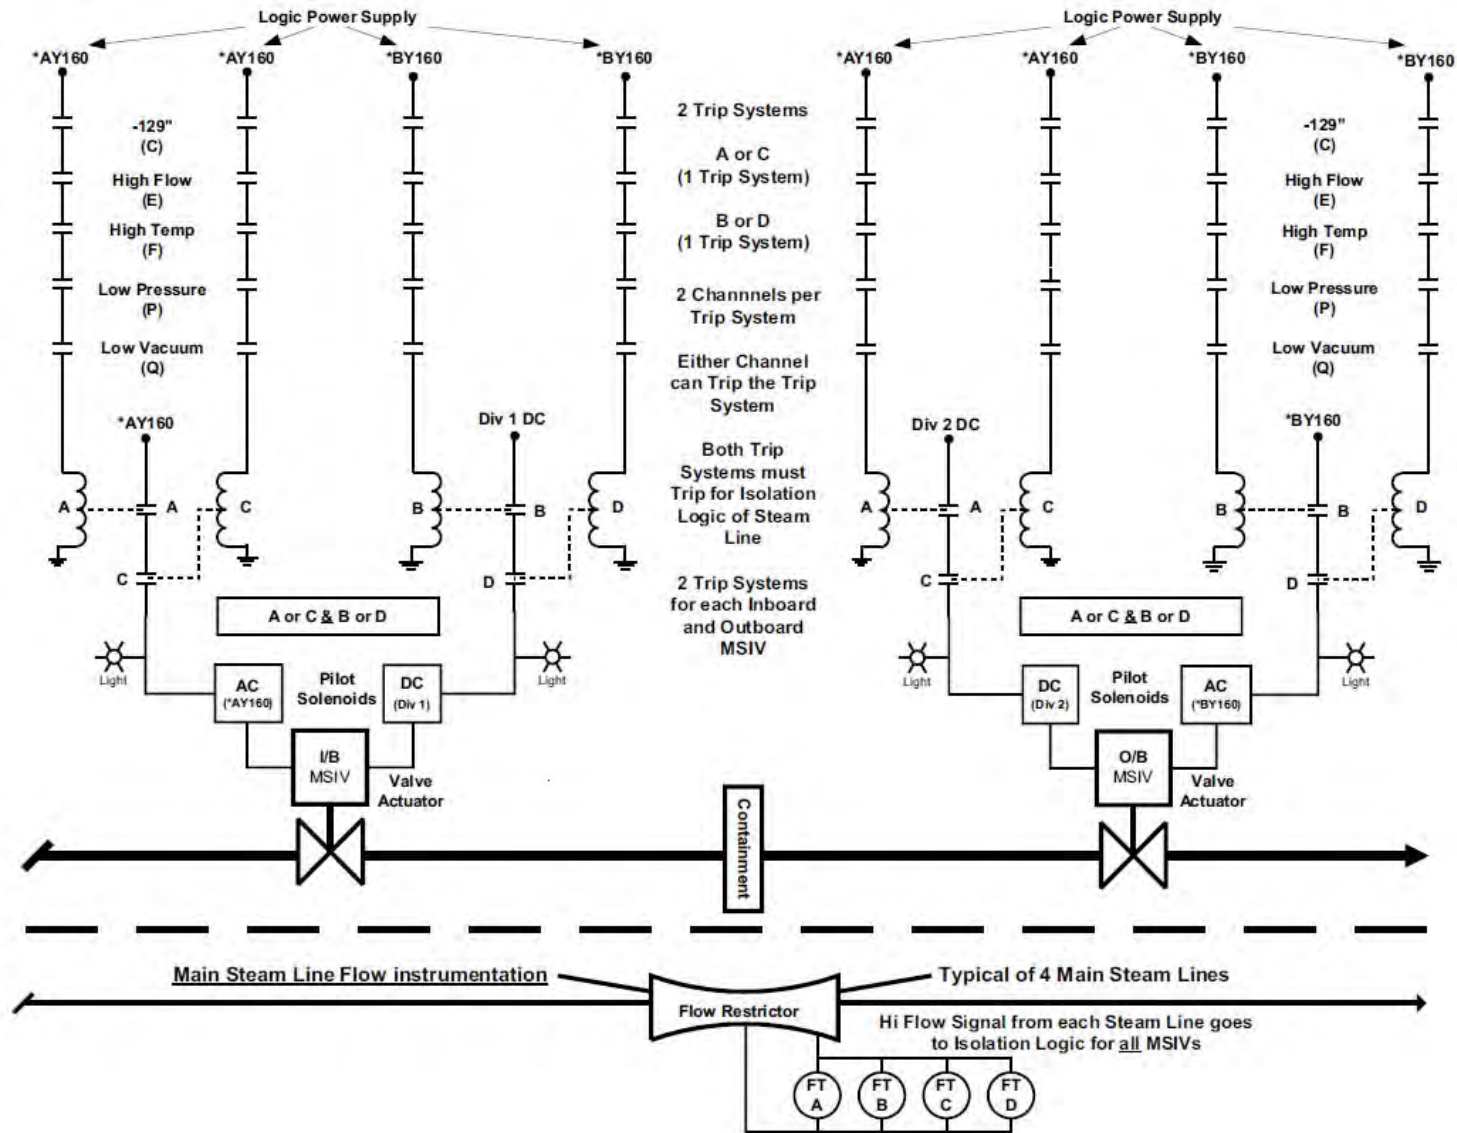 Logic Power Supply
*AY160
*AY160
*BY160
*BY160
-129"
(C)
High Flow
(E)
High Temp
(F)
Low Pressure
(P)
Low Vacuum
(Q)
*AY160
Div 1 DC
A
A
C
B
B
D
C
D
A or C & B or D
Light
Light
AC
(*AY160)
Pilot
Solenoids
DC
(Div 1)
I/B
MSIV
Valve
Actuator
2 Trip Systems
A or C
(1 Trip System)
B or D
(1 Trip System)
2 Channnels per
Trip System
Either Channel
can Trip the Trip
System
Both Trip
Systems must
Trip for Isolation
Logic of Steam
Line
2 Trip Systems
for each Inboard
and Outboard
MSIV
Logic Power Supply
*AY160
*AY160
*BY160
*BY160
-129"
(C)
High Flow
(E)
High Temp
(F)
Low Pressure
(P)
Low Vacuum
(Q)
Div 2 DC
*BY160
A
A
C
B
B
D
C
D
A or C & B or D
Light
Light
DC
(Div 2)
Pilot
Solenoids
AC
(*BY160)
O/B
MSIV
Valve
Actuator
Containment
Main Steam Line Flow instrumentation
Typical of 4 Main Steam Lines
Flow Restrictor
Hi Flow Signal from each Steam Line goes
to Isolation Logic for all MSIVs
FT
A
FT
B
FT
C
FT
D